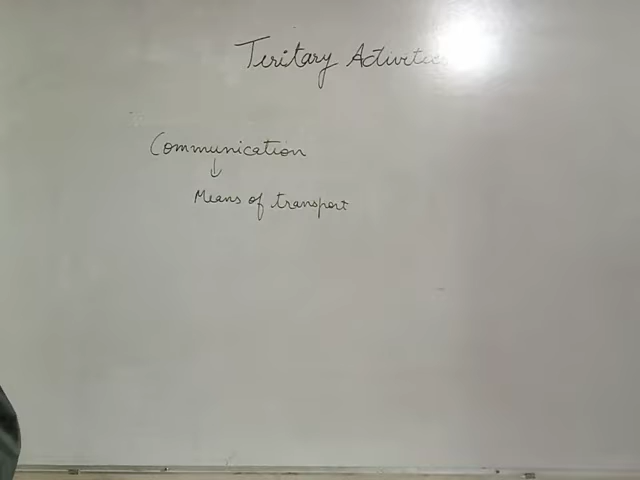 Teritary Activities
Communication
↓
Means of transport